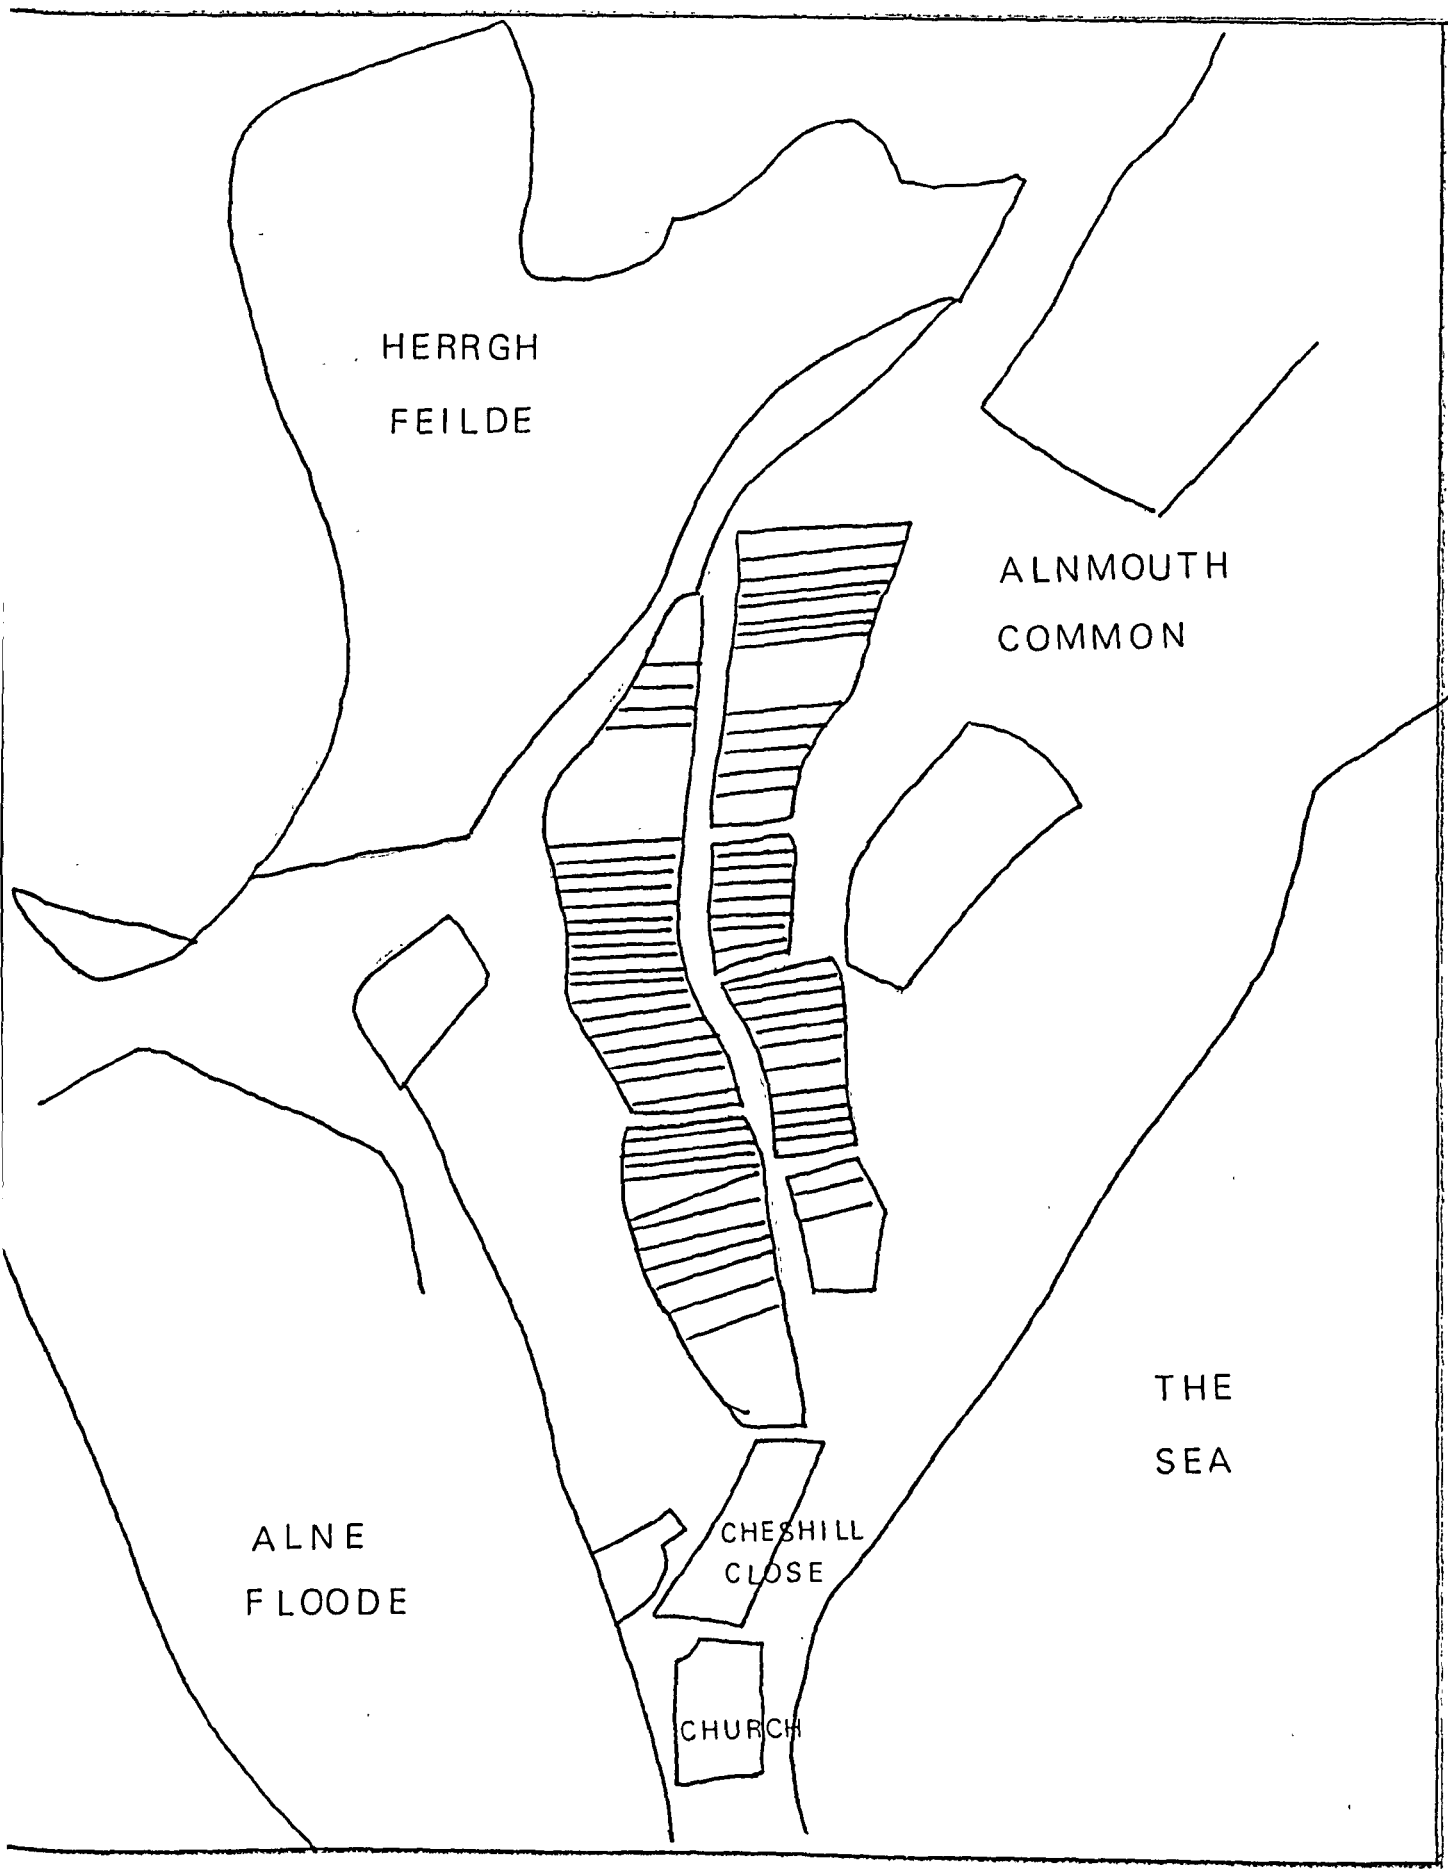 HERRGH
FEILDE
ALNMOUTH
COMMON
THE
SEA
ALNE
FLOODE
CHESHILL
CLOSE
CHURCH